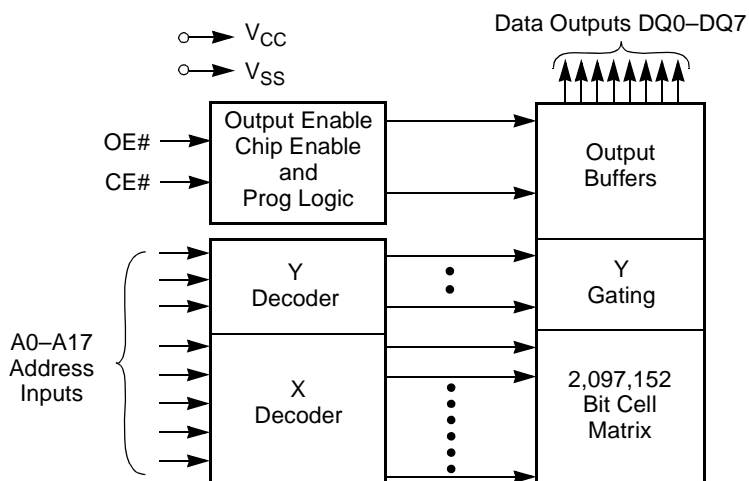 Data Outputs DQ0–DQ7
VCC
VSS
OE#
CE#
Output Enable
Chip Enable
and
Prog Logic
Output
Buffers
A0–A17
Address
Inputs
Y
Decoder
Y
Gating
X
Decoder
2,097,152
Bit Cell
Matrix